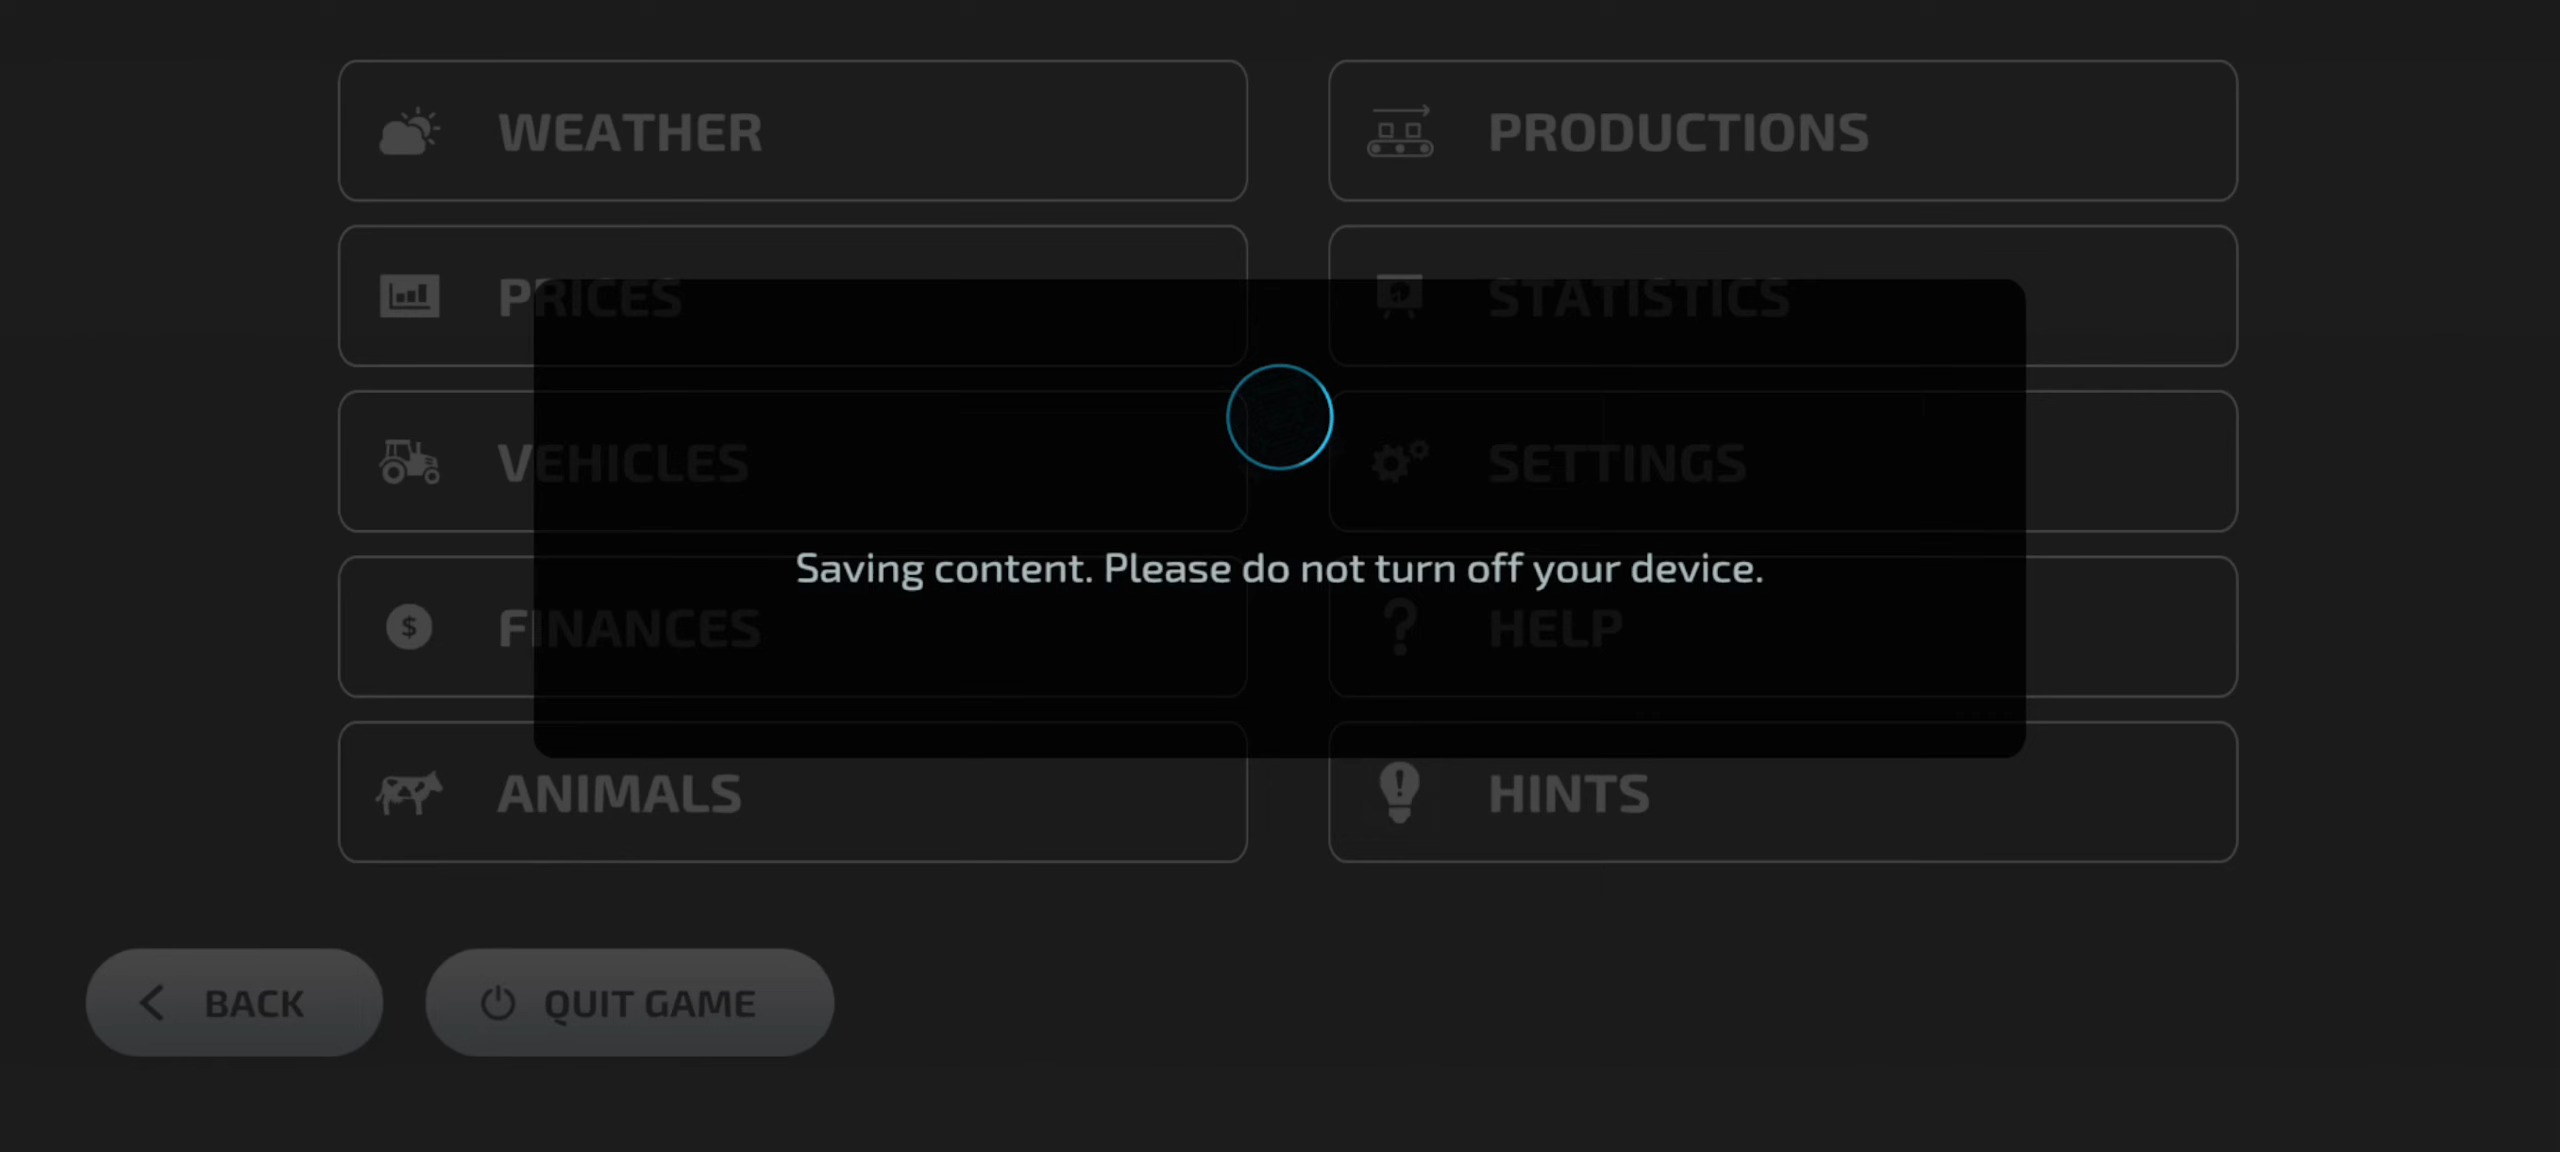 WEATHER
PRODUCTIONS
PRICES
STATISTICS
VEHICLES
SETTINGS
Saving content. Please do not turn off your device.
FINANCES
HELP
ANIMALS
HINTS
BACK
QUIT GAME